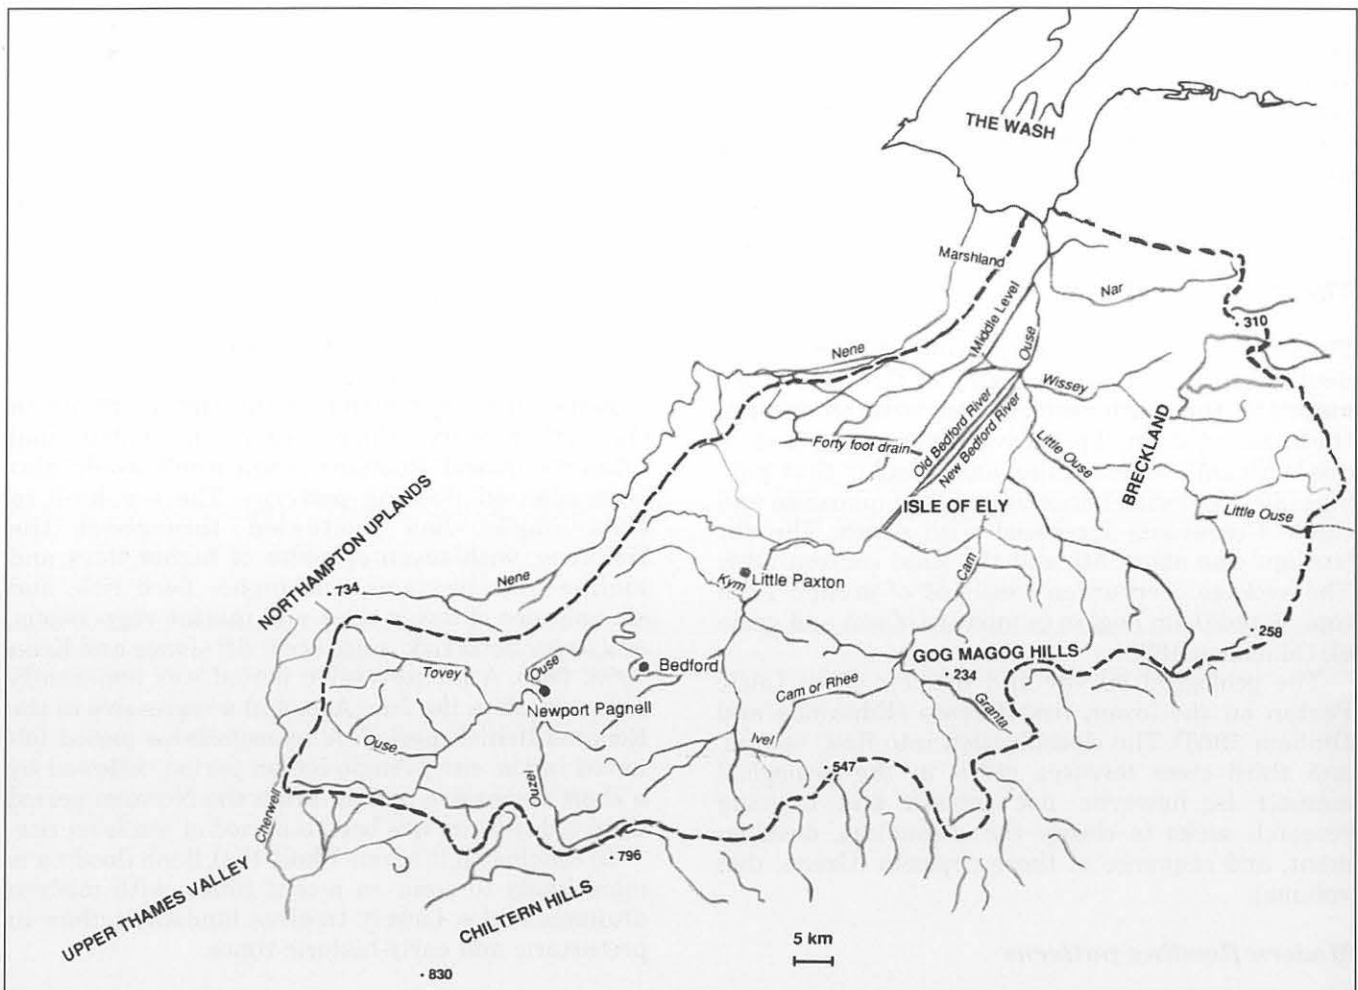 THE WASH
Marshland
Nar
Middle Level
. 310
Nene
Ouse
Wissey
Old Bedford River
New Bedford River
Forty foot drain
Little Ouse
BRECKLAND
ISLE OF ELY
Little Ouse
NORTHAMPTON UPLANDS
Nene
Cam
Kym
Little Paxton
. 734
. 258
GOG MAGOG HILLS
Ouse
Bedford
Tovey
. 234
Cam or Rhee
Granta
Newport Pagnell
Ivel
Ouse
. 547
Ouzel
Cherwell
. 796
UPPER THAMES VALLEY
CHILTERN HILLS
5 km
. 830